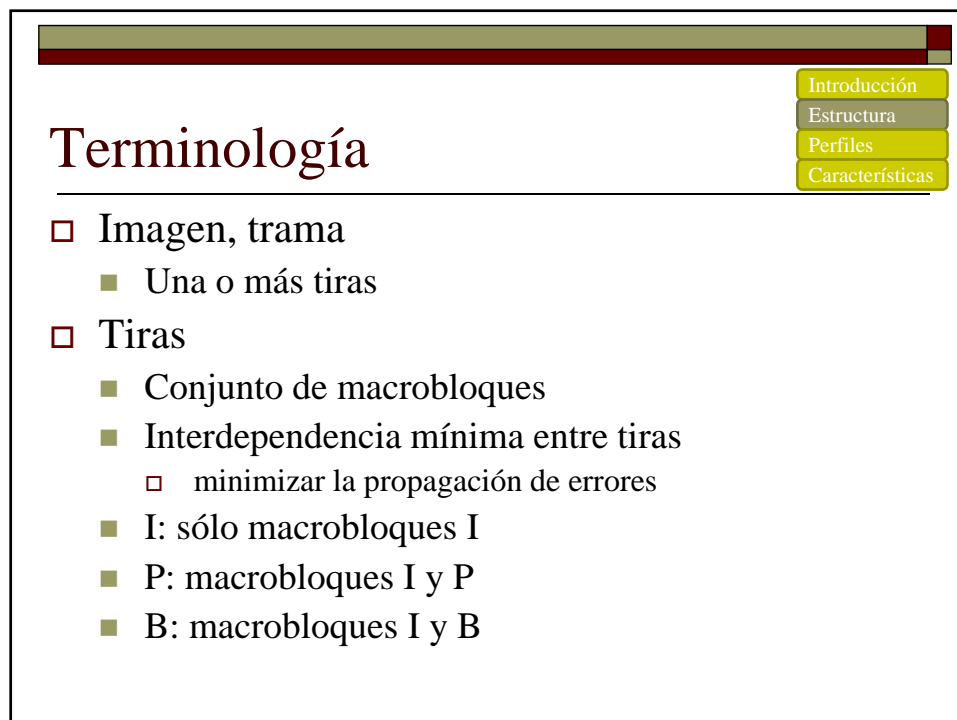 Introducción
Estructura
Perfiles
Características
Terminología
Imagen, trama
Una o más tiras
Tiras
Conjunto de macrobloques
Interdependencia mínima entre tiras
minimizar la propagación de errores
I: sólo macrobloques I
P: macrobloques I y P
B: macrobloques I y B